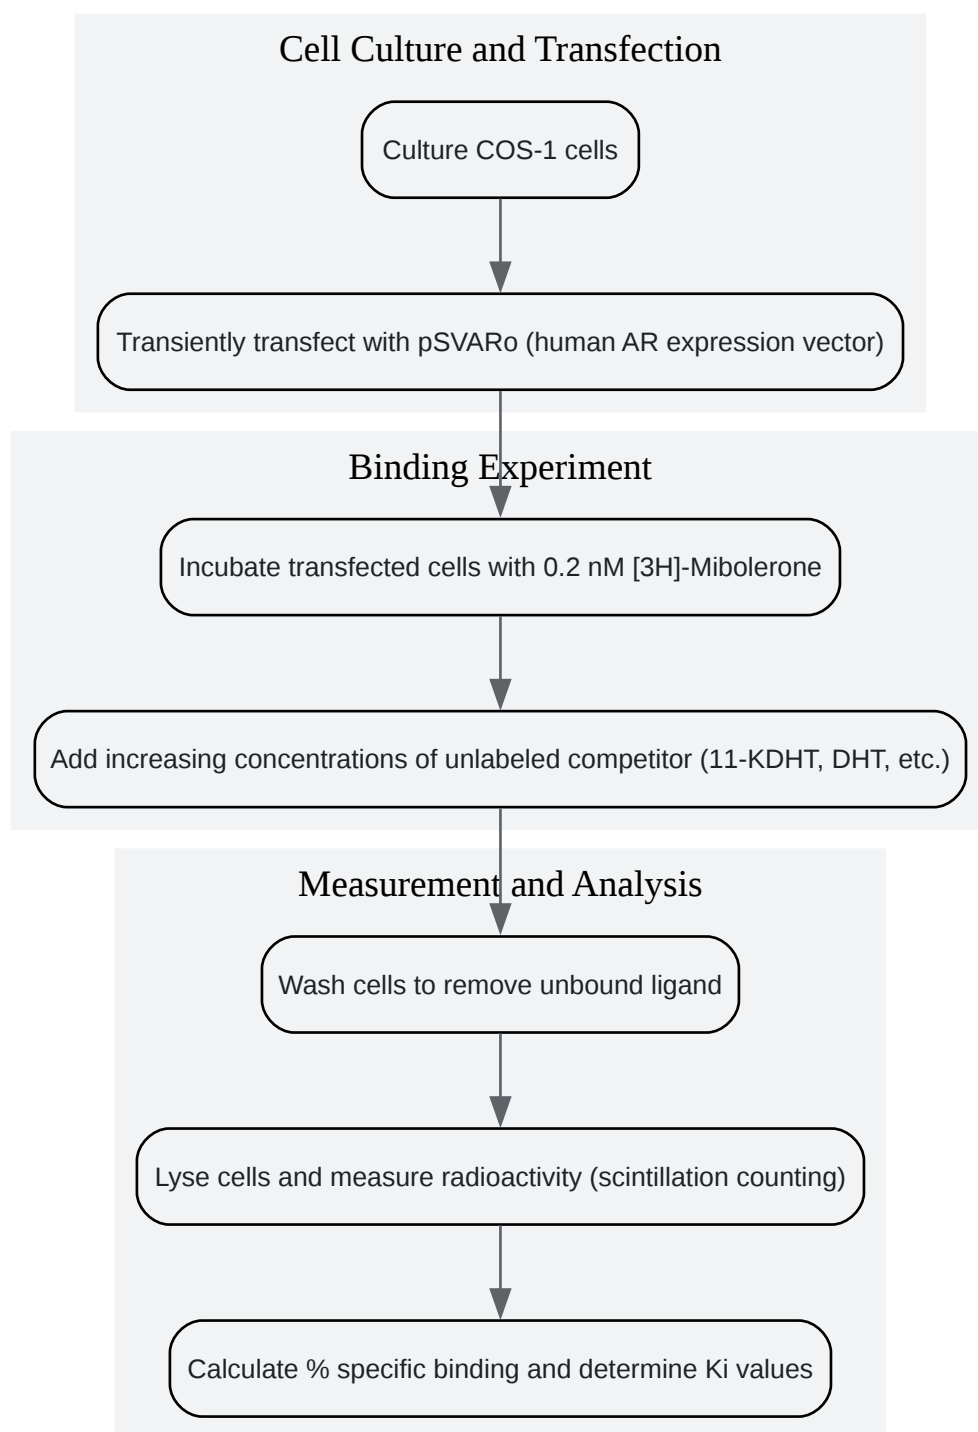 Cell Culture and Transfection
Culture COS-1 cells
Transiently transfect with pSVARo (human AR expression vector)
Binding Experiment
Incubate transfected cells with 0.2 nM [3H]-Mibolerone
Add increasing concentrations of unlabeled competitor (11-KDHT, DHT, etc.)
Measurement and Analysis
Wash cells to remove unbound ligand
Lyse cells and measure radioactivity (scintillation counting)
Calculate % specific binding and determine Ki values